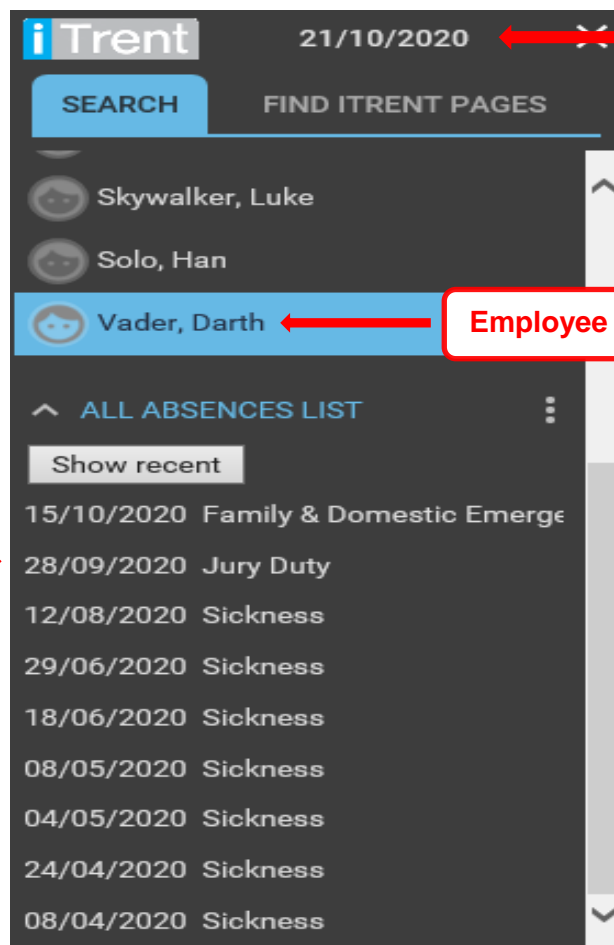 iTrent 21/10/2020
SEARCH FIND ITRENT PAGES
Skywalker, Luke
Solo, Han
Vader, Darth Employee
ALL ABSENCES LIST
Show recent
15/10/2020 Family & Domestic Emerge
28/09/2020 Jury Duty
12/08/2020 Sickness
29/06/2020 Sickness
18/06/2020 Sickness
08/05/2020 Sickness
04/05/2020 Sickness
24/04/2020 Sickness
08/04/2020 Sickness